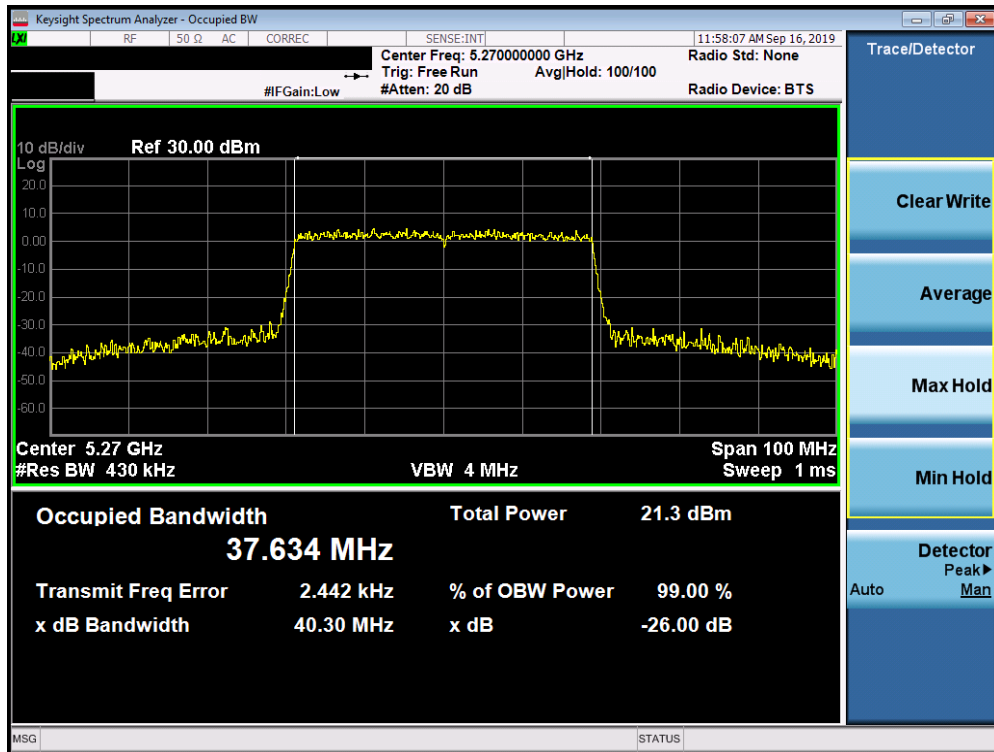 Keysight Spectrum Analyzer - Occupied BW
LXI RF 50 Ω AC CORREC SENSE:INT 11:58:07 AM Sep 16, 2019
Center Freq: 5.270000000 GHz Radio Std: None
Trig: Free Run Avg|Hold: 100/100
#IFGain:Low #Atten: 20 dB Radio Device: BTS
10 dB/div Ref 30.00 dBm
Log
20.0
10.0
0.00
-10.0
-20.0
-30.0
-40.0
-50.0
-60.0
Center 5.27 GHz Span 100 MHz
#Res BW 430 kHz VBW 4 MHz Sweep 1 ms
Occupied Bandwidth Total Power 21.3 dBm
37.634 MHz
Transmit Freq Error 2.442 kHz % of OBW Power 99.00 %
x dB Bandwidth 40.30 MHz x dB -26.00 dB
MSG STATUS
Trace/Detector
Clear Write
Average
Max Hold
Min Hold
Detector
Peak▶
Auto Man